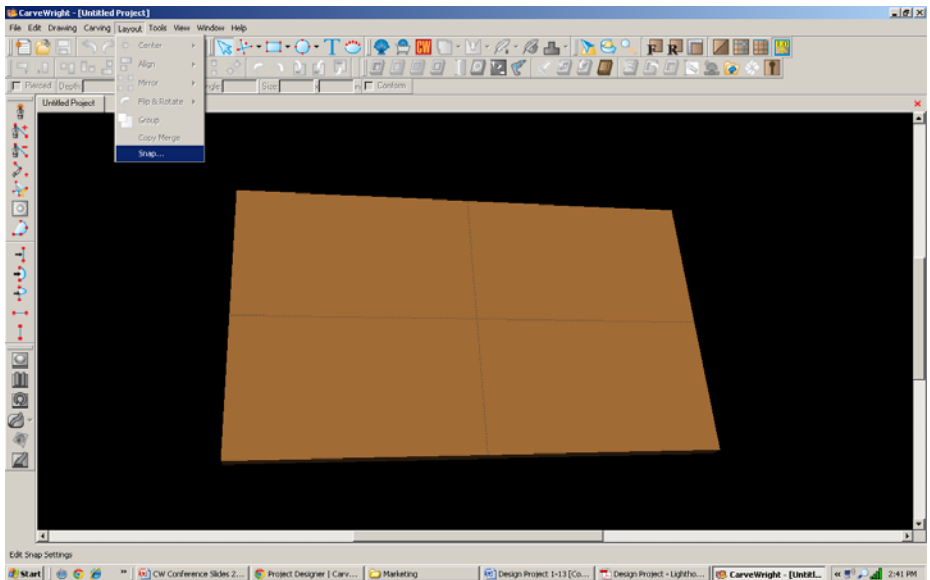 CarveWright - [Untitled Project]
File Edit Drawing Carving Layout Tools View Window Help
Center
Align
Mirror
Flip & Rotate
Group
Copy Merge
Snap...
Pierced Depth Size Conform
Untitled Project
Edit Snap Settings
Start CW Conference Slides 2... Project Designer | Carv... Marketing Design Project 1-13 [Co... Design Project - Lightho... CarveWright - [Untitl... 2:41 PM